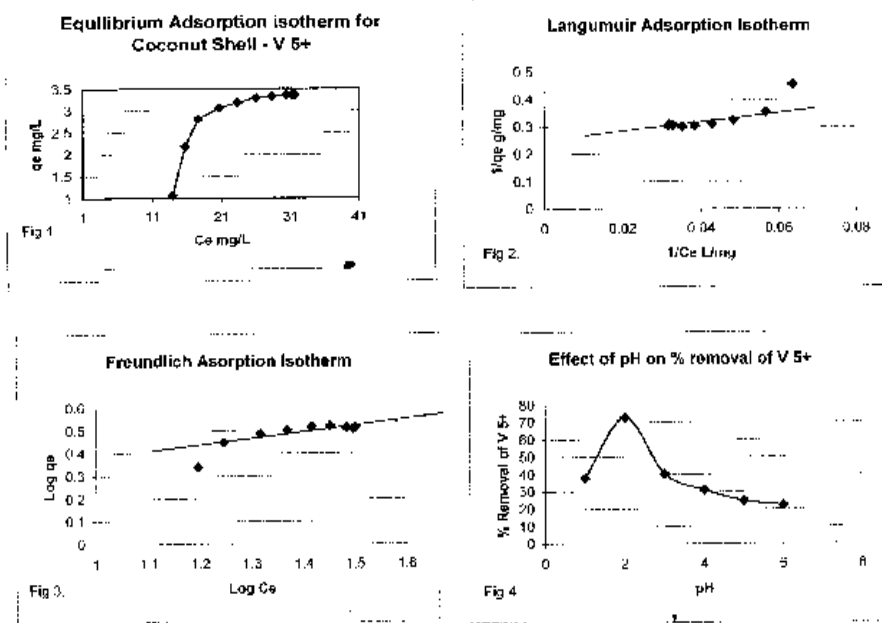 Equllibrium Adsorption isotherm for
Coconut Shell - V 5+
qe mg/L
3.5
3
2.5
2
1.5
1
1 11 21 31 41
Ce mg/L
Fig 1
Langumuir Adsorption Isotherm
1/qe g/mg
0.5
0.4
0.3
0.2
0.1
0
0 0.02 0.04 0.06 0.08
1/Ce L/mg
Fig 2.
Freundlich Asorption Isotherm
Log qe
0.6
0.5
0.4
0.3
0.2
0.1
0
1 1.1 1.2 1.3 1.4 1.5 1.6
Log Ce
Fig 3.
Effect of pH on % removal of V 5+
% Removal of V 5+
80
70
60
50
40
30
20
10
0
0 2 4 6 8
pH
Fig 4